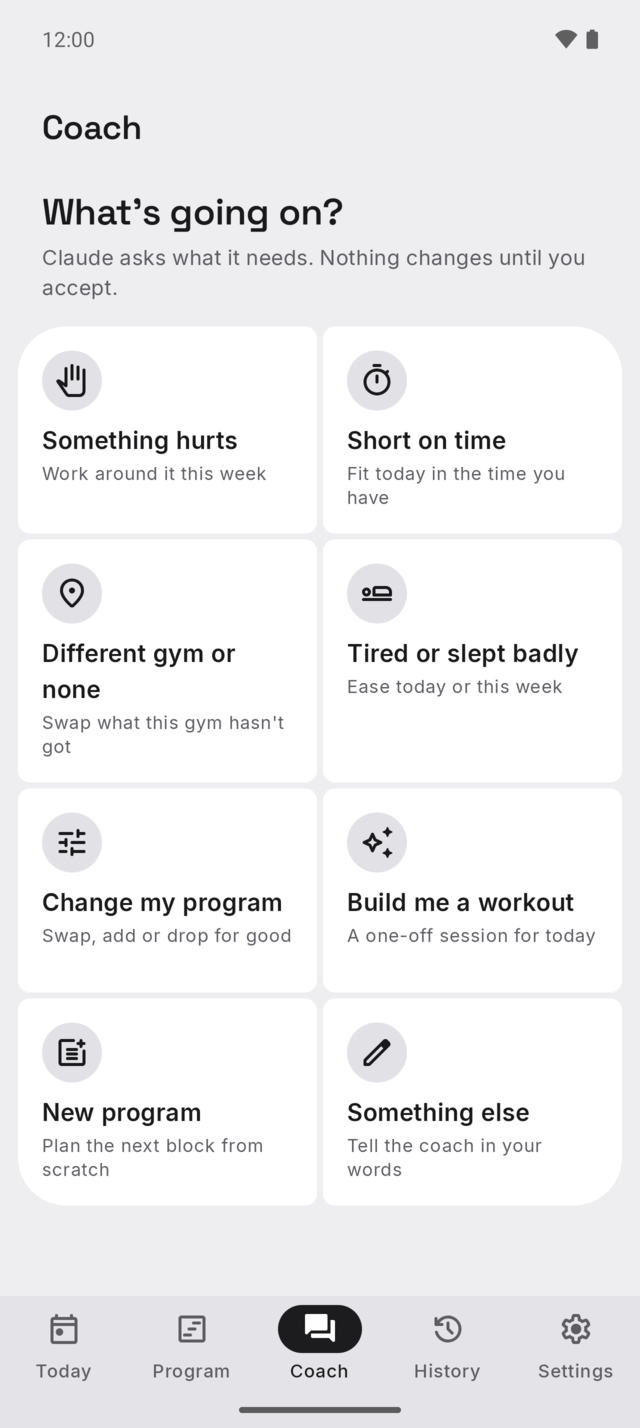 12:00
Coach
What's going on?
Claude asks what it needs. Nothing changes until you
accept.
Something hurts
Work around it this week
Short on time
Fit today in the time you
have
Different gym or
none
Swap what this gym hasn't
got
Tired or slept badly
Ease today or this week
Change my program
Swap, add or drop for good
Build me a workout
A one-off session for today
New program
Plan the next block from
scratch
Something else
Tell the coach in your
words
Today
Program
Coach
History
Settings